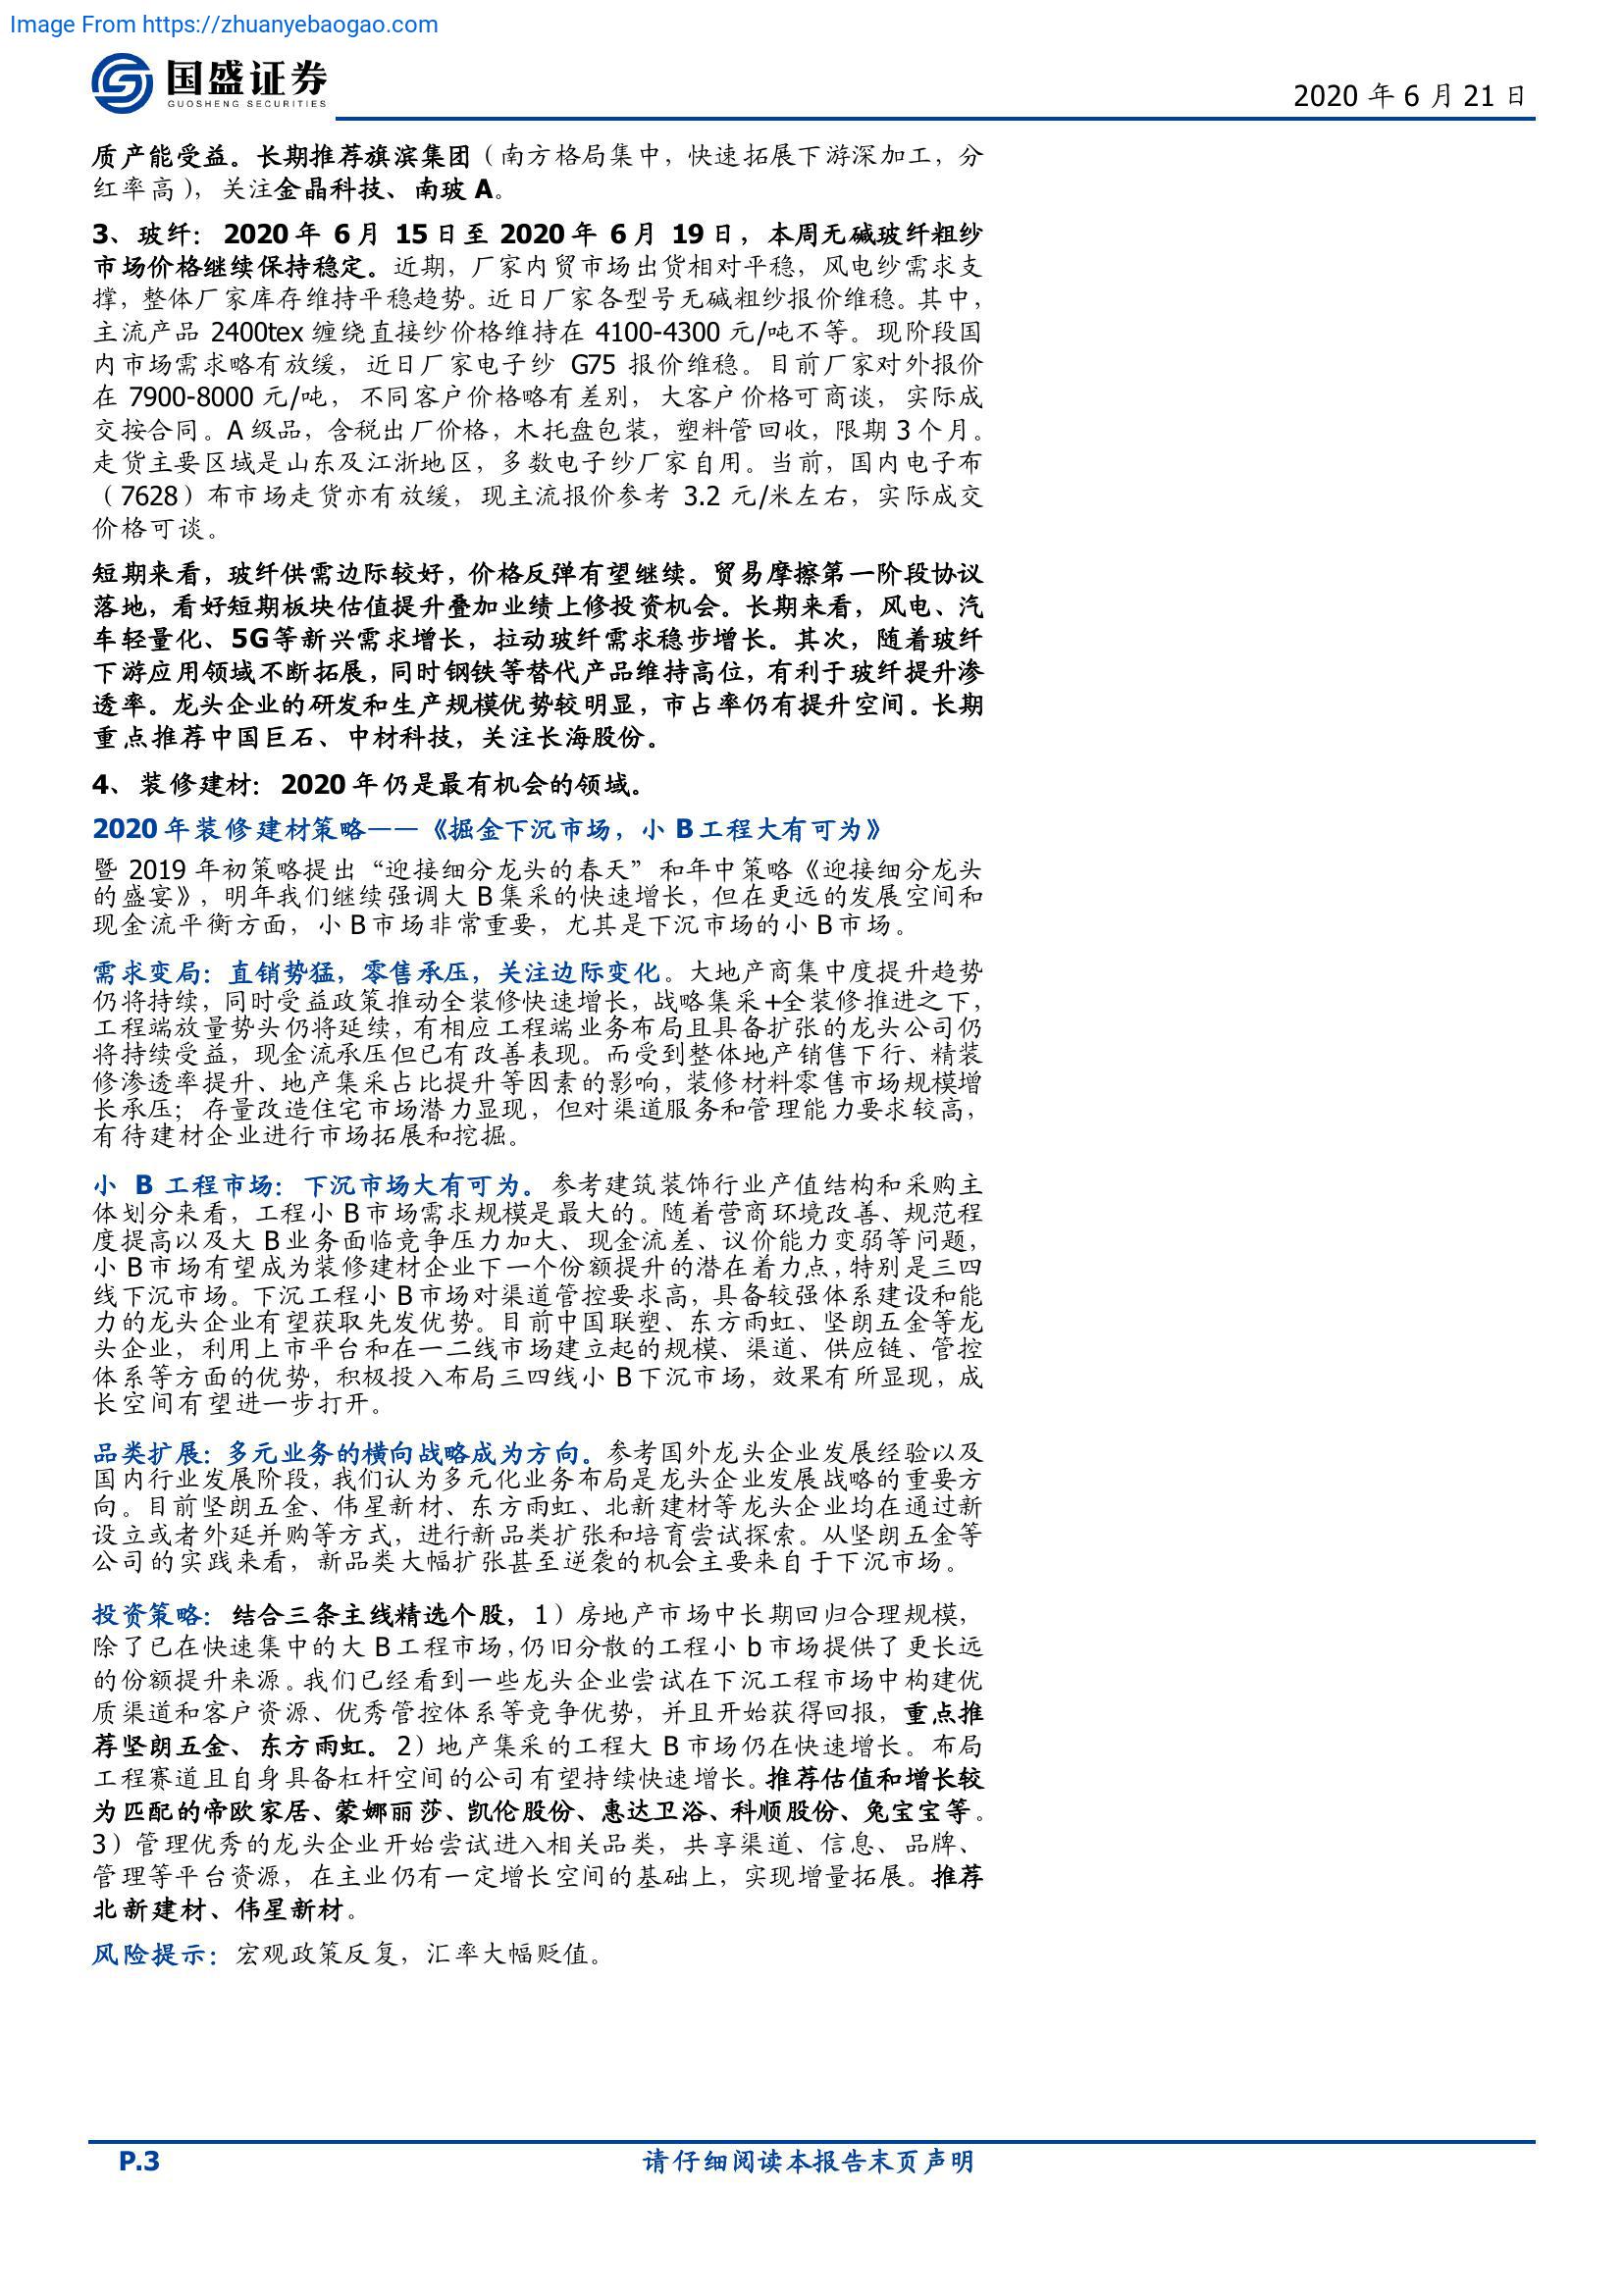 Image From https://zhuanyebaogao.com
国盛证券
GUOSHENG SECURITIES
2020 年 6 月 21 日
质产能受益。长期推荐旗滨集团（南方格局集中，快速拓展下游深加工，分
红率高），关注金晶科技、南玻 A。
3、玻纤：2020 年 6 月 15 日至 2020 年 6 月 19 日，本周无碱玻纤粗纱
市场价格继续保持稳定。近期，厂家内贸市场出货相对平稳，风电纱需求支
撑，整体厂家库存维持平稳趋势。近日厂家各型号无碱粗纱报价维稳。其中，
主流产品 2400tex 缠绕直接纱价格维持在 4100-4300 元/吨不等。现阶段国
内市场需求略有放缓，近日厂家电子纱 G75 报价维稳。目前厂家对外报价
在 7900-8000 元/吨，不同客户价格略有差别，大客户价格可商谈，实际成
交按合同。A 级品，含税出厂价格，木托盘包装，塑料管回收，限期 3 个月。
走货主要区域是山东及江浙地区，多数电子纱厂家自用。当前，国内电子布
（7628）布市场走货亦有放缓，现主流报价参考 3.2 元/米左右，实际成交
价格可谈。
短期来看，玻纤供需边际较好，价格反弹有望继续。贸易摩擦第一阶段协议
落地，看好短期板块估值提升叠加业绩上修投资机会。长期来看，风电、汽
车轻量化、5G 等新兴需求增长，拉动玻纤需求稳步增长。其次，随着玻纤
下游应用领域不断拓展，同时钢铁等替代产品维持高位，有利于玻纤提升渗
透率。龙头企业的研发和生产规模优势较明显，市占率仍有提升空间。长期
重点推荐中国巨石、中材科技，关注长海股份。
4、装修建材：2020 年仍是最有机会的领域。
2020 年装修建材策略——《掘金下沉市场，小 B 工程大有可为》
暨 2019 年初策略提出“迎接细分龙头的春天”和年中策略《迎接细分龙头
的盛宴》，明年我们继续强调大 B 集采的快速增长，但在更远的发展空间和
现金流平衡方面，小 B 市场非常重要，尤其是下沉市场的小 B 市场。
需求变局：直销势猛，零售承压，关注边际变化。大地产商集中度提升趋势
仍将持续，同时受益政策推动全装修快速增长，战略集采+全装修推进之下，
工程端放量势头仍将延续，有相应工程端业务布局且具备扩张的龙头公司仍
将持续受益，现金流承压但已有改善表现。而受到整体地产销售下行、精装
修渗透率提升、地产集采占比提升等因素的影响，装修材料零售市场规模增
长承压；存量改造住宅市场潜力显现，但对渠道服务和管理能力要求较高，
有待建材企业进行市场拓展和挖掘。
小 B 工程市场：下沉市场大有可为。参考建筑装饰行业产值结构和采购主
体划分来看，工程小 B 市场需求规模是最大的。随着营商环境改善、规范程
度提高以及大 B 业务面临竞争压力加大、现金流差、议价能力变弱等问题，
小 B 市场有望成为装修建材企业下一个份额提升的潜在着力点，特别是三四
线下沉市场。下沉工程小 B 市场对渠道管控要求高，具备较强体系建设和能
力的龙头企业有望获取先发优势。目前中国联塑、东方雨虹、坚朗五金等龙
头企业，利用上市平台和在一二线市场建立起的规模、渠道、供应链、管控
体系等方面的优势，积极投入布局三四线小 B 下沉市场，效果有所显现，成
长空间有望进一步打开。
品类扩展：多元业务的横向战略成为方向。参考国外龙头企业发展经验以及
国内行业发展阶段，我们认为多元化业务布局是龙头企业发展战略的重要方
向。目前坚朗五金、伟星新材、东方雨虹、北新建材等龙头企业均在通过新
设立或者外延并购等方式，进行新品类扩张和培育尝试探索。从坚朗五金等
公司的实践来看，新品类大幅扩张甚至逆袭的机会主要来自于下沉市场。
投资策略：结合三条主线精选个股，1）房地产市场中长期回归合理规模，
除了已在快速集中的大 B 工程市场，仍旧分散的工程小 b 市场提供了更长远
的份额提升来源。我们已经看到一些龙头企业尝试在下沉工程市场中构建优
质渠道和客户资源、优秀管控体系等竞争优势，并且开始获得回报，重点推
荐坚朗五金、东方雨虹。2）地产集采的工程大 B 市场仍在快速增长。布局
工程赛道且自身具备杠杆空间的公司有望持续快速增长。推荐估值和增长较
为匹配的帝欧家居、蒙娜丽莎、凯伦股份、惠达卫浴、科顺股份、兔宝宝等。
3）管理优秀的龙头企业开始尝试进入相关品类，共享渠道、信息、品牌、
管理等平台资源，在主业仍有一定增长空间的基础上，实现增量拓展。推荐
北新建材、伟星新材。
风险提示：宏观政策反复，汇率大幅贬值。
P.3
请仔细阅读本报告末页声明